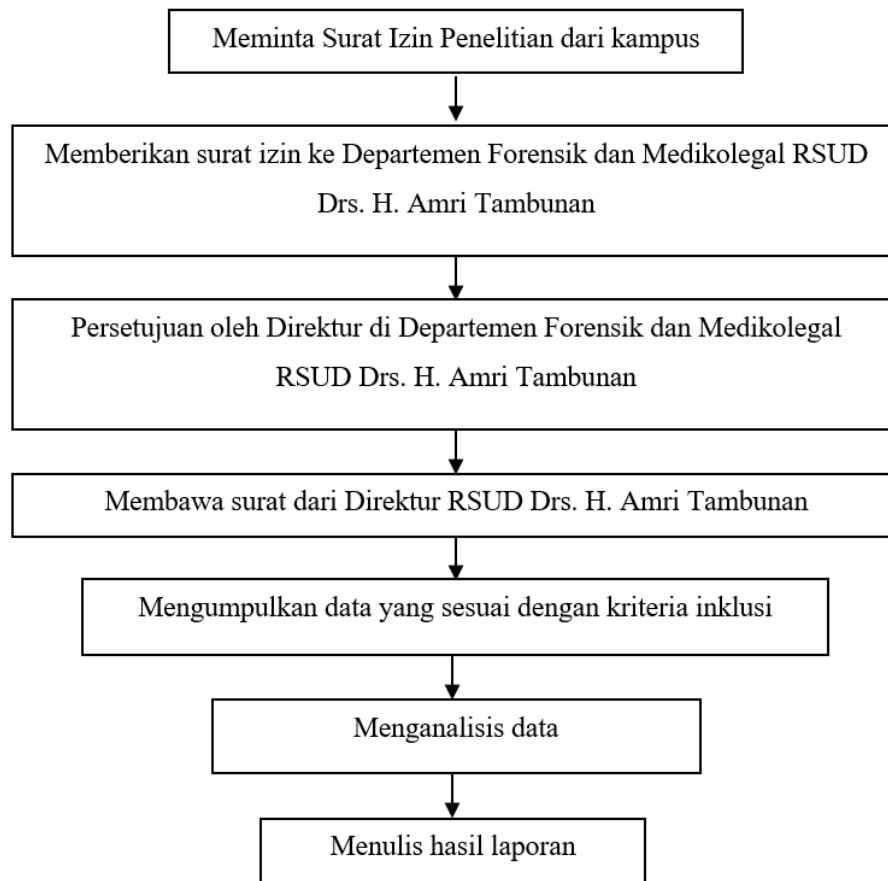 Meminta Surat Izin Penelitian dari kampus
Memberikan surat izin ke Departemen Forensik dan Medikolegal RSUD
Drs. H. Amri Tambunan
Persetujuan oleh Direktur di Departemen Forensik dan Medikolegal
RSUD Drs. H. Amri Tambunan
Membawa surat dari Direktur RSUD Drs. H. Amri Tambunan
Mengumpulkan data yang sesuai dengan kriteria inklusi
Menganalisis data
Menulis hasil laporan